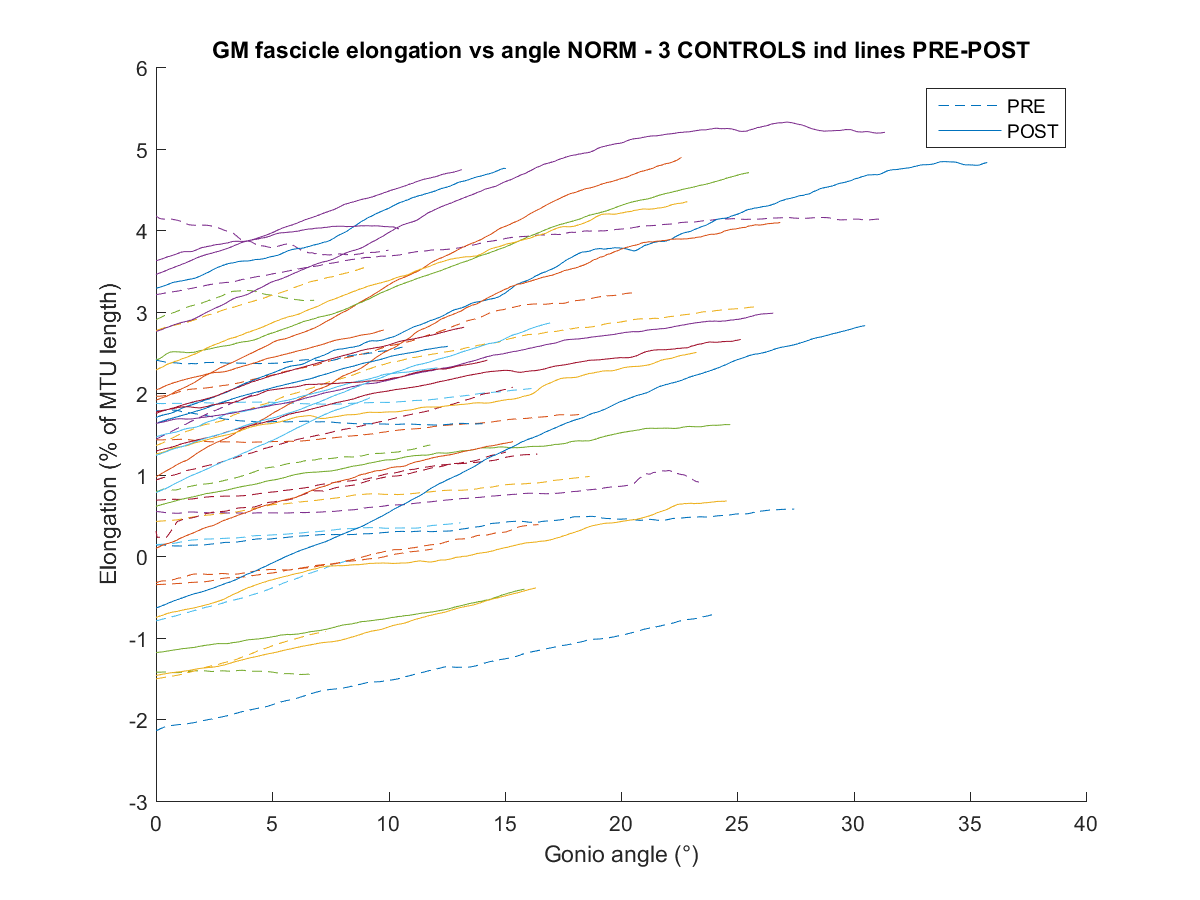 GM fascicle elongation vs angle NORM - 3 CONTROLS ind lines PRE-POST
PRE
POST
6
5
4
3
2
1
0
-1
-2
-3
Elongation (% of MTU length)
0 5 10 15 20 25 30 35 40
Gonio angle (°)